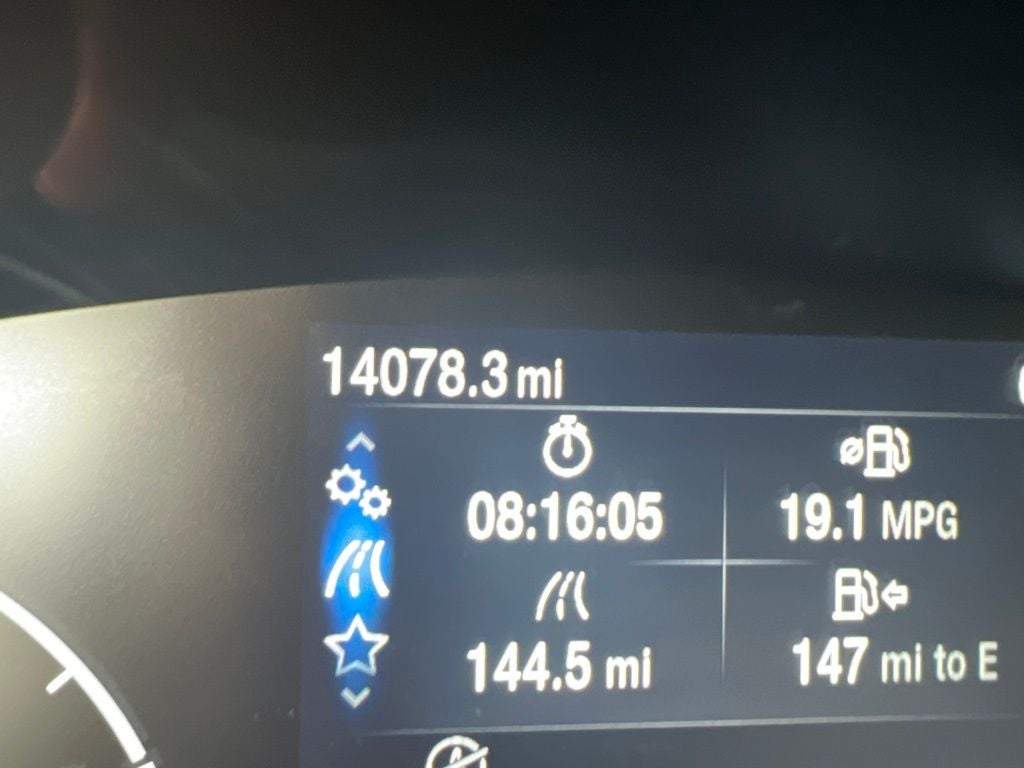 14078.3 mi
08:16:05
19.1 MPG
144.5 mi
147 mi to E